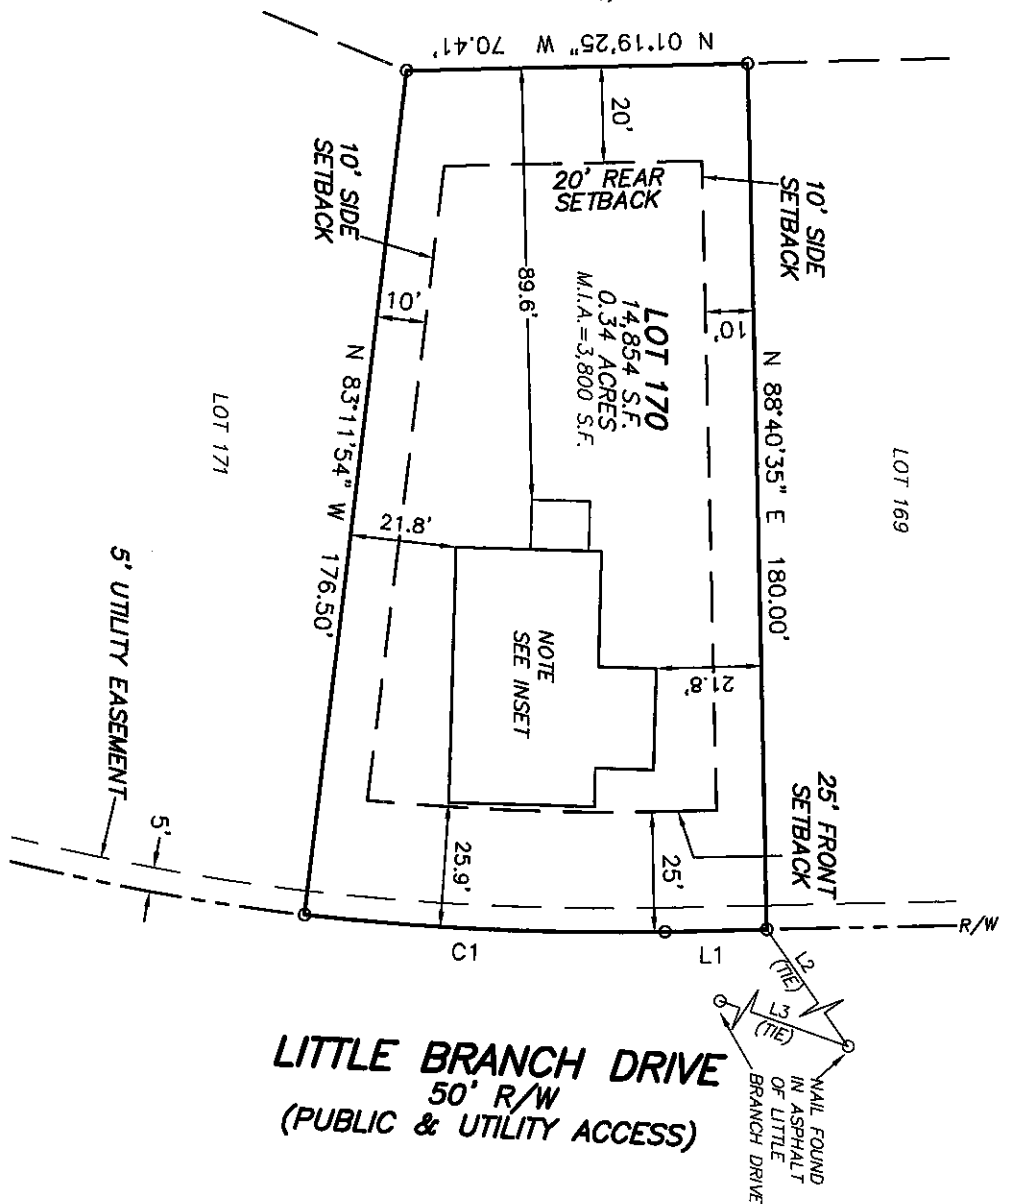 N 01°19'25" W 70.41'
20'
20' REAR
SETBACK
10' SIDE
SETBACK
10' SIDE
SETBACK
10'
10'
89.6'
LOT 170
14,854 S.F.
0.34 ACRES
M.I.A.=3,800 S.F.
N 88°40'35" E 180.00'
N 83°11'54" W 176.50'
LOT 169
LOT 171
21.8'
21.8'
NOTE
SEE INSET
5' UTILITY EASEMENT
5'
25' FRONT
SETBACK
25.9'
25'
R/W
C1
L1
L2
(TIE)
L3
(TIE)
NAIL FOUND
IN ASPHALT
OF LITTLE
BRANCH DRIVE
LITTLE BRANCH DRIVE
50' R/W
(PUBLIC & UTILITY ACCESS)